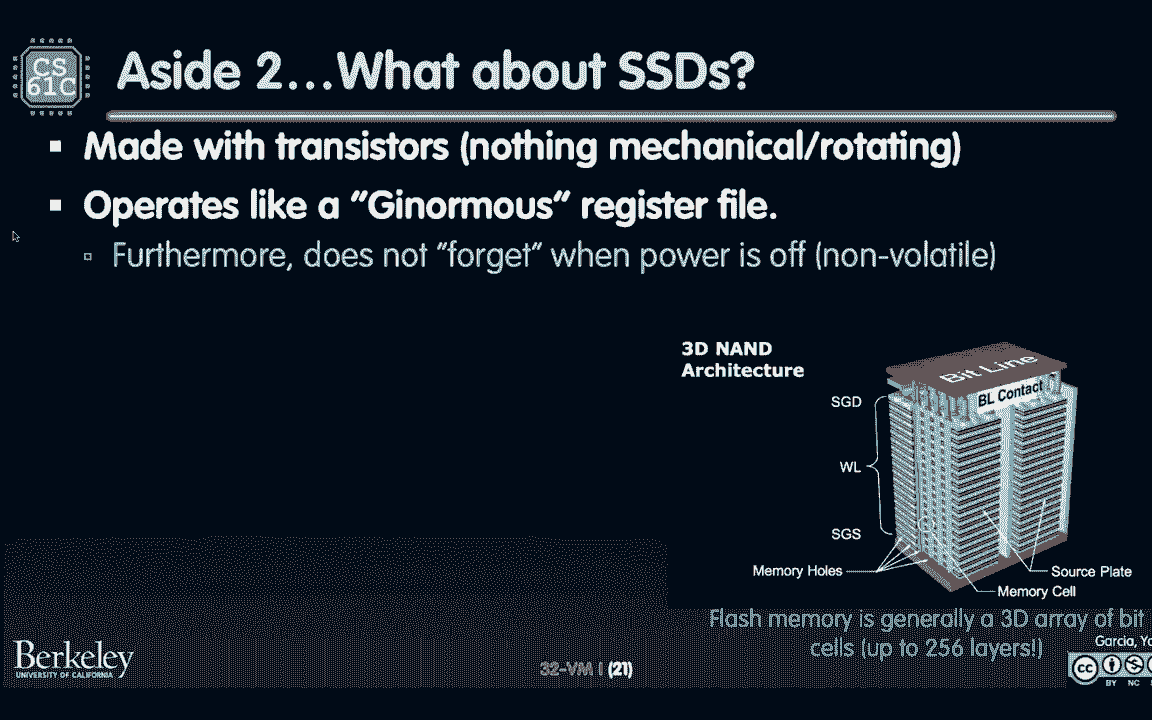 CS
61C
Aside 2...What about SSDs?
Made with transistors (nothing mechanical/rotating)
Operates like a "Ginormous" register file.
Furthermore, does not "forget" when power is off (non-volatile)
3D NAND
Architecture
Bit Line
BL Contact
SGD
WL
SGS
Memory Holes
Source Plate
Memory Cell
Flash memory is generally a 3D array of bit
cells (up to 256 layers!)
Berkeley
UNIVERSITY OF CALIFORNIA
32-VM I (21)
Garcia,
cc
BY NC